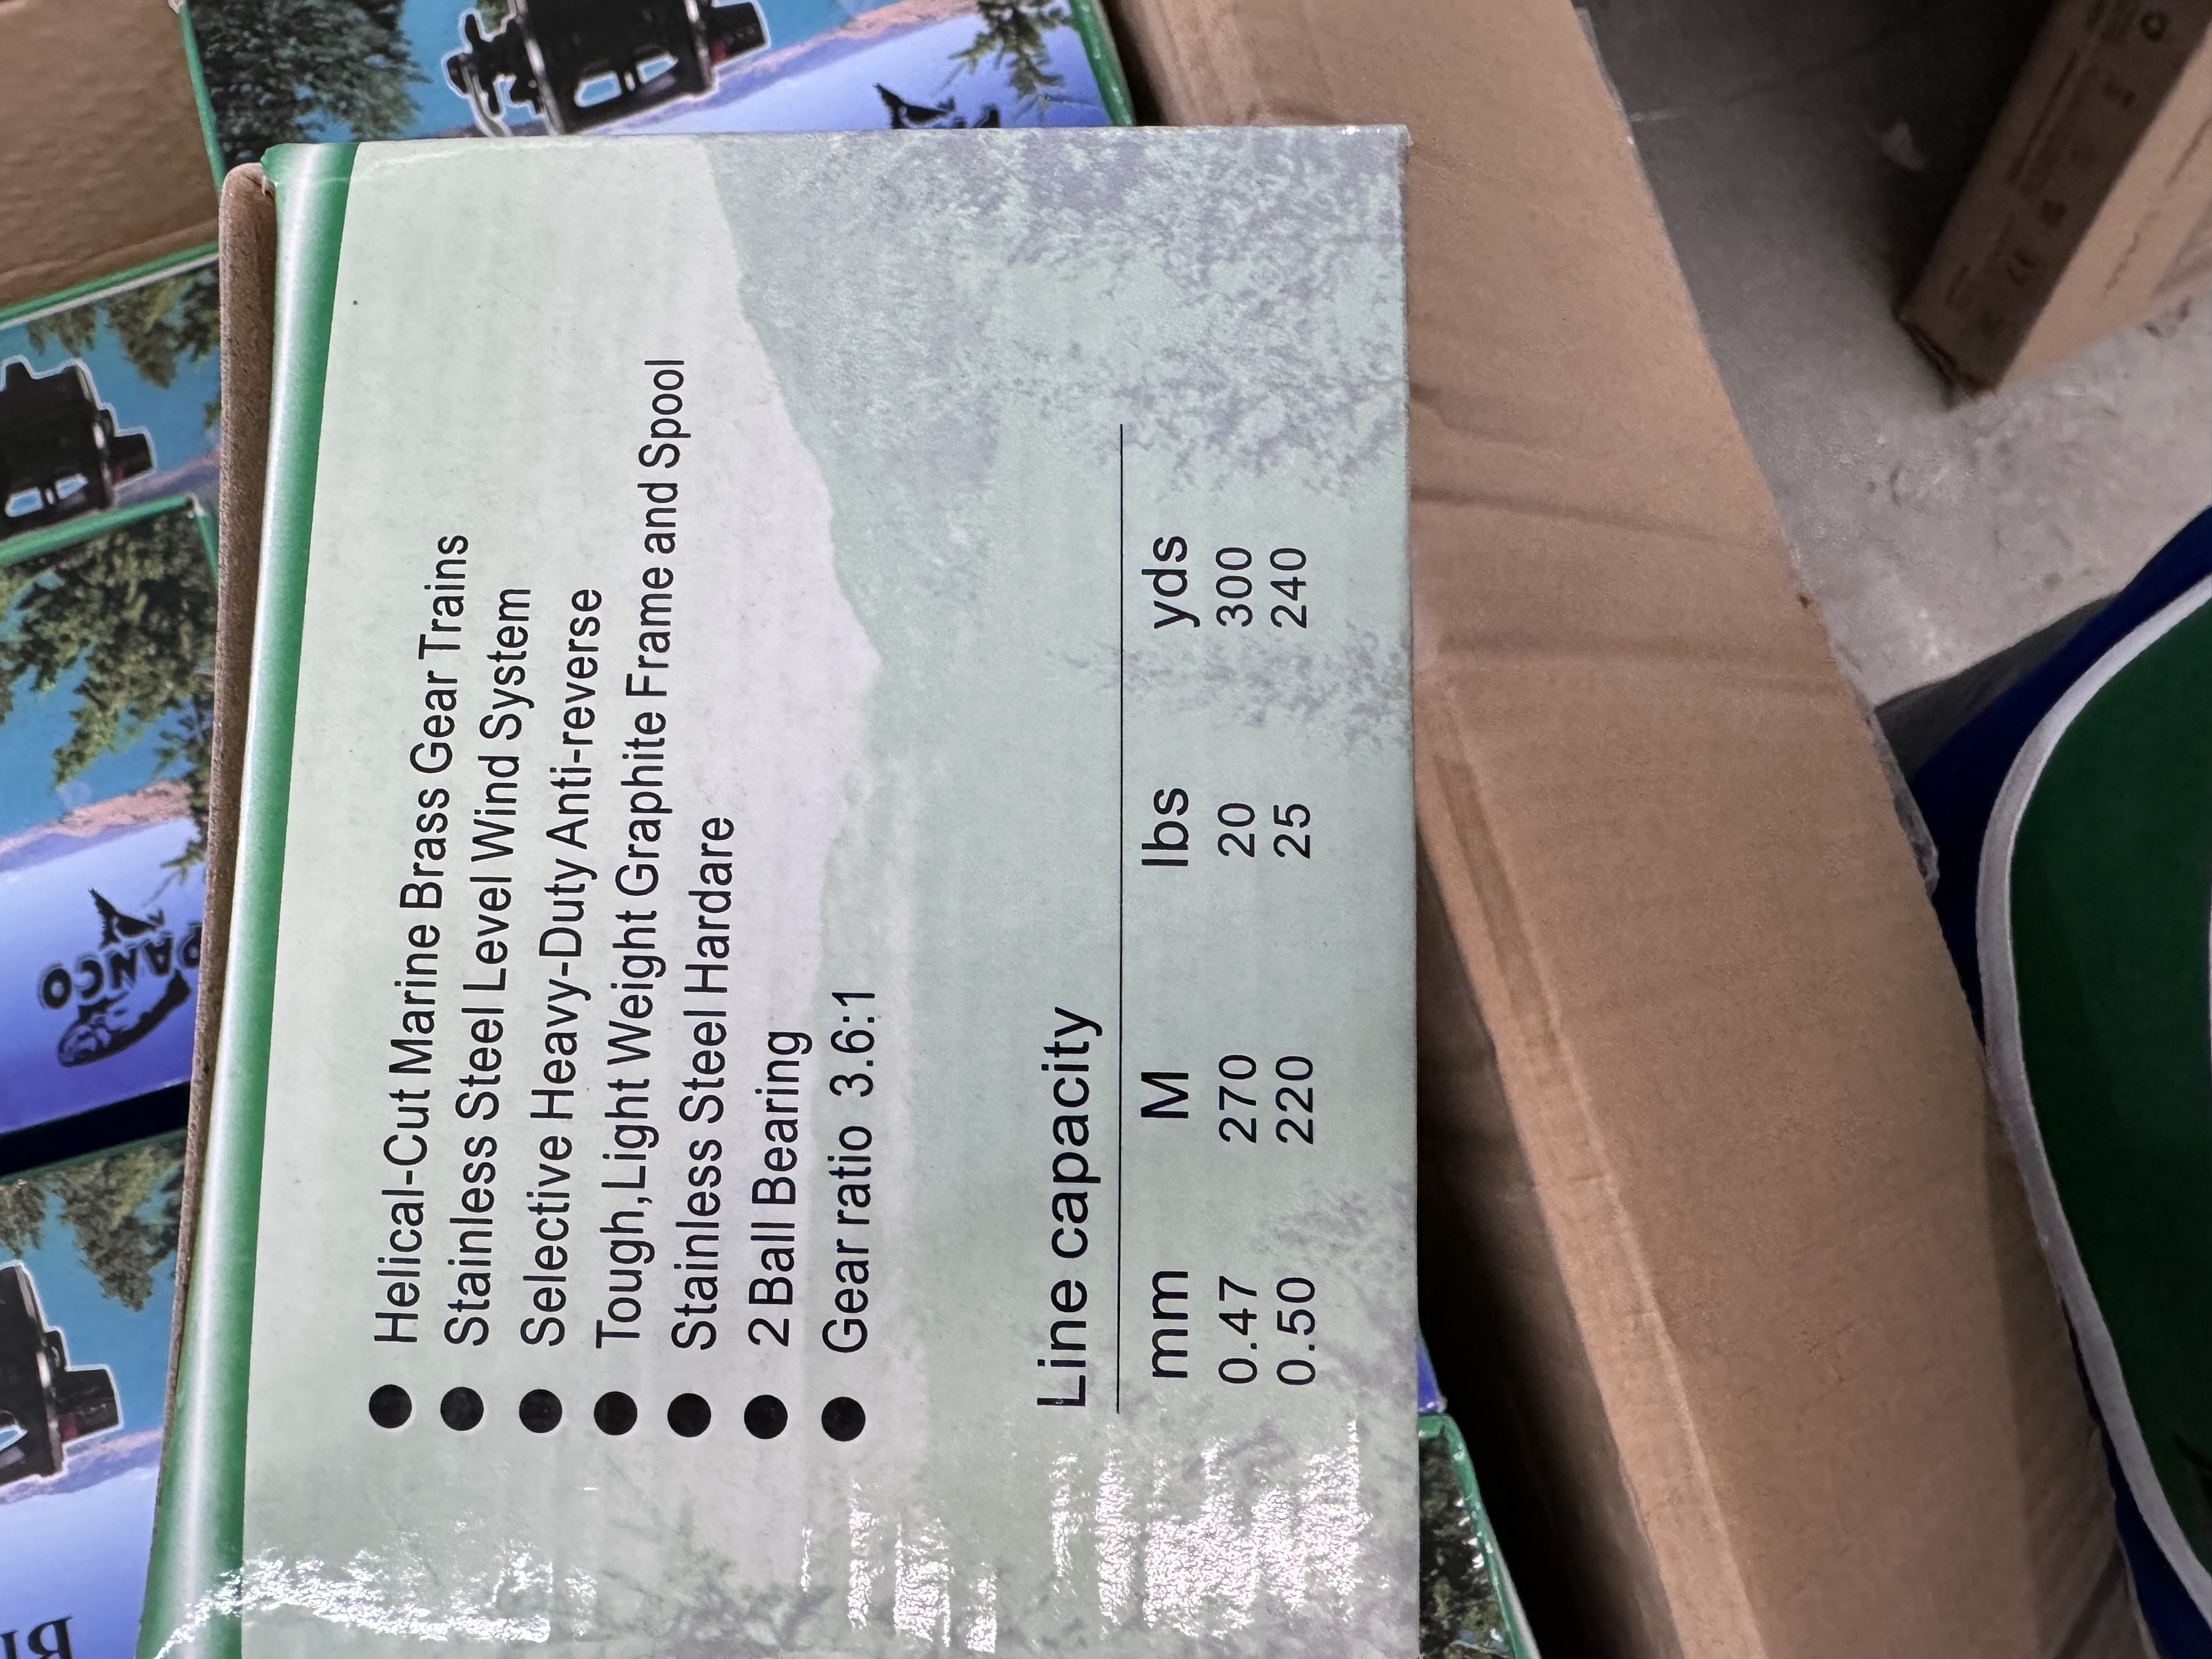 Helical-Cut Marine Brass Gear Trains
Stainless Steel Level Wind System
Selective Heavy-Duty Anti-reverse
Tough,Light Weight Graphite Frame and Spool
Stainless Steel Hardare
2 Ball Bearing
Gear ratio 3.6:1
Line capacity
mm M lbs yds
0.47 270 20 300
0.50 220 25 240